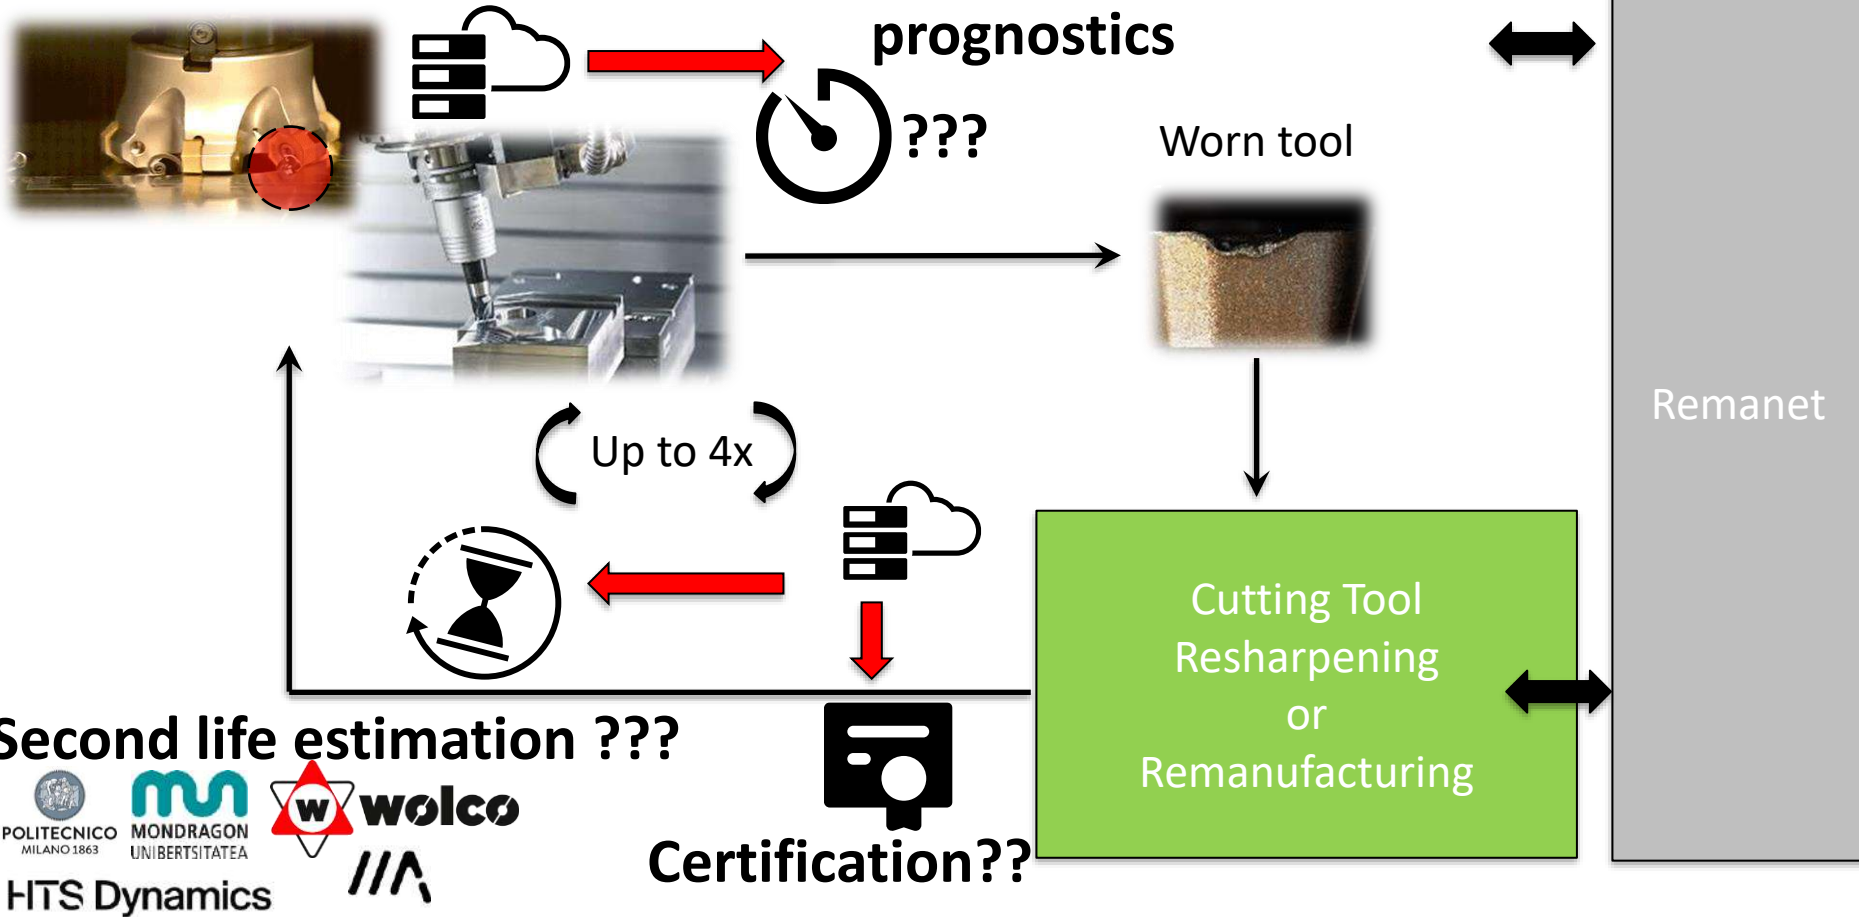 prognostics
???
Worn tool
Remanet
Up to 4x
Cutting Tool
Resharpening
or
Remanufacturing
Second life estimation ???
Certification??
POLITECNICO
MILANO 1863
MONDRAGON
UNIBERTSITATEA
W
wolco
HTS Dynamics